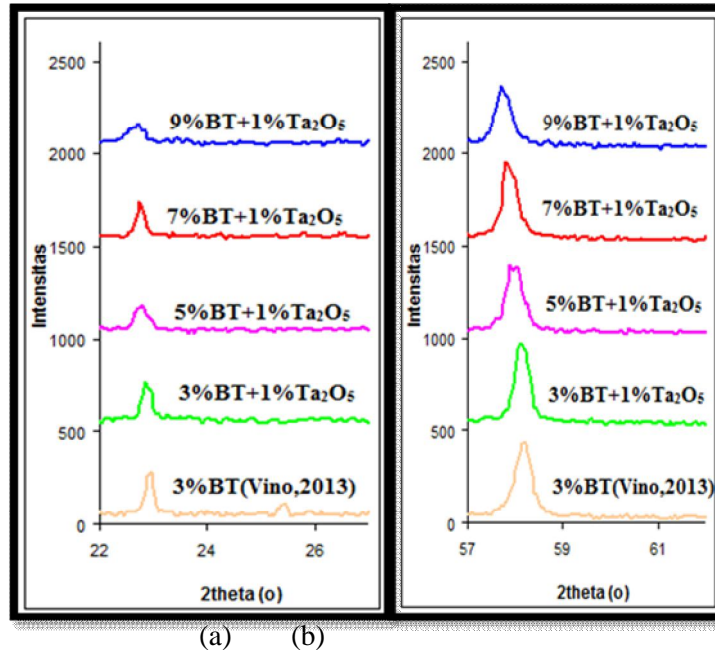 2500
2000
1500
1000
500
0
Intensitas
9%BT+1%Ta₂O₅
7%BT+1%Ta₂O₅
5%BT+1%Ta₂O₅
3%BT+1%Ta₂O₅
3%BT(Vino,2013)
22 24 26
2theta (o)
2500
2000
1500
1000
500
0
Intensitas
9%BT+1%Ta₂O₅
7%BT+1%Ta₂O₅
5%BT+1%Ta₂O₅
3%BT+1%Ta₂O₅
3%BT(Vino,2013)
57 59 61
2theta (o)
(a) (b)